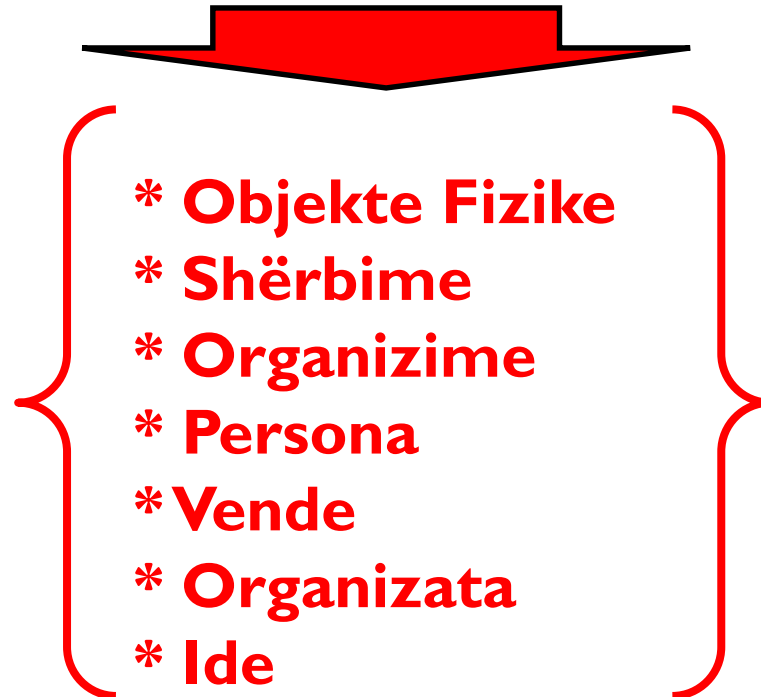 * Objekte Fizike
* Shërbime
* Organizime
* Persona
* Vende
* Organizata
* Ide